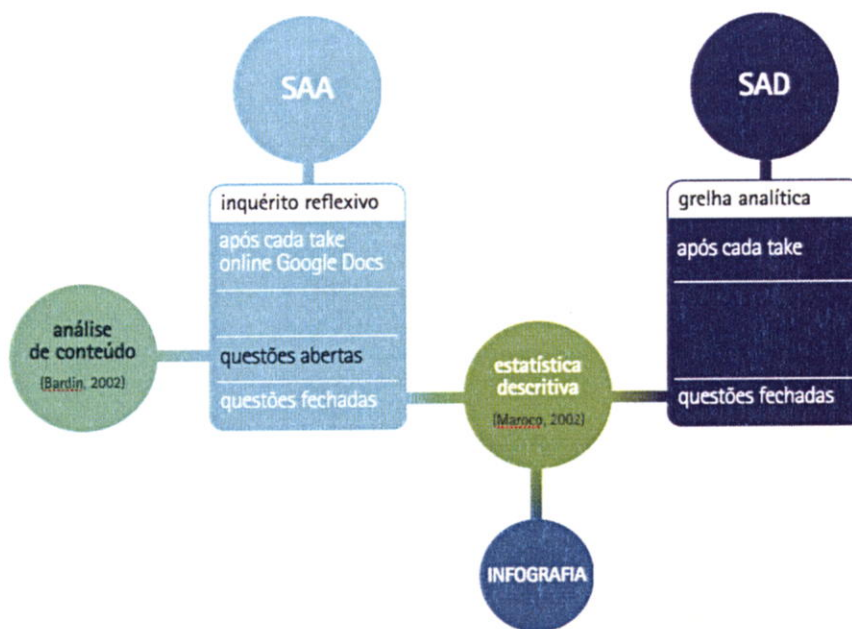 SAA
SAD
inquérito reflexivo
após cada take
online Google Docs
questões abertas
questões fechadas
grelha analítica
após cada take
questões fechadas
análise
de conteúdo
(Bardin, 2002)
estatística
descritiva
(Maroco, 2002)
INFOGRAFIA